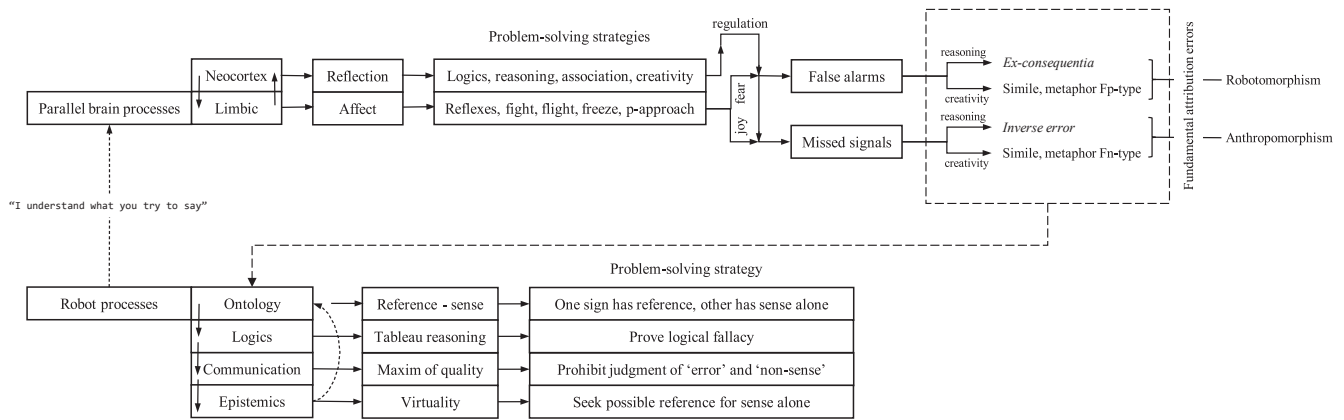 Problem-solving strategies
regulation
Neocortex
Reflection
Logics, reasoning, association, creativity
Parallel brain processes
Limbic
Affect
Reflexes, fight, flight, freeze, p-approach
fear
joy
False alarms
Missed signals
reasoning
Ex-consequentia
Simile, metaphor Fp-type
creativity
reasoning
Inverse error
Simile, metaphor Fn-type
creativity
Fundamental attribution errors
Robotomorphism
Anthropomorphism
“I understand what you try to say”
Problem-solving strategy
Robot processes
Ontology
Reference - sense
One sign has reference, other has sense alone
Logics
Tableau reasoning
Prove logical fallacy
Communication
Maxim of quality
Prohibit judgment of ‘error’ and ‘non-sense’
Epistemics
Virtuality
Seek possible reference for sense alone